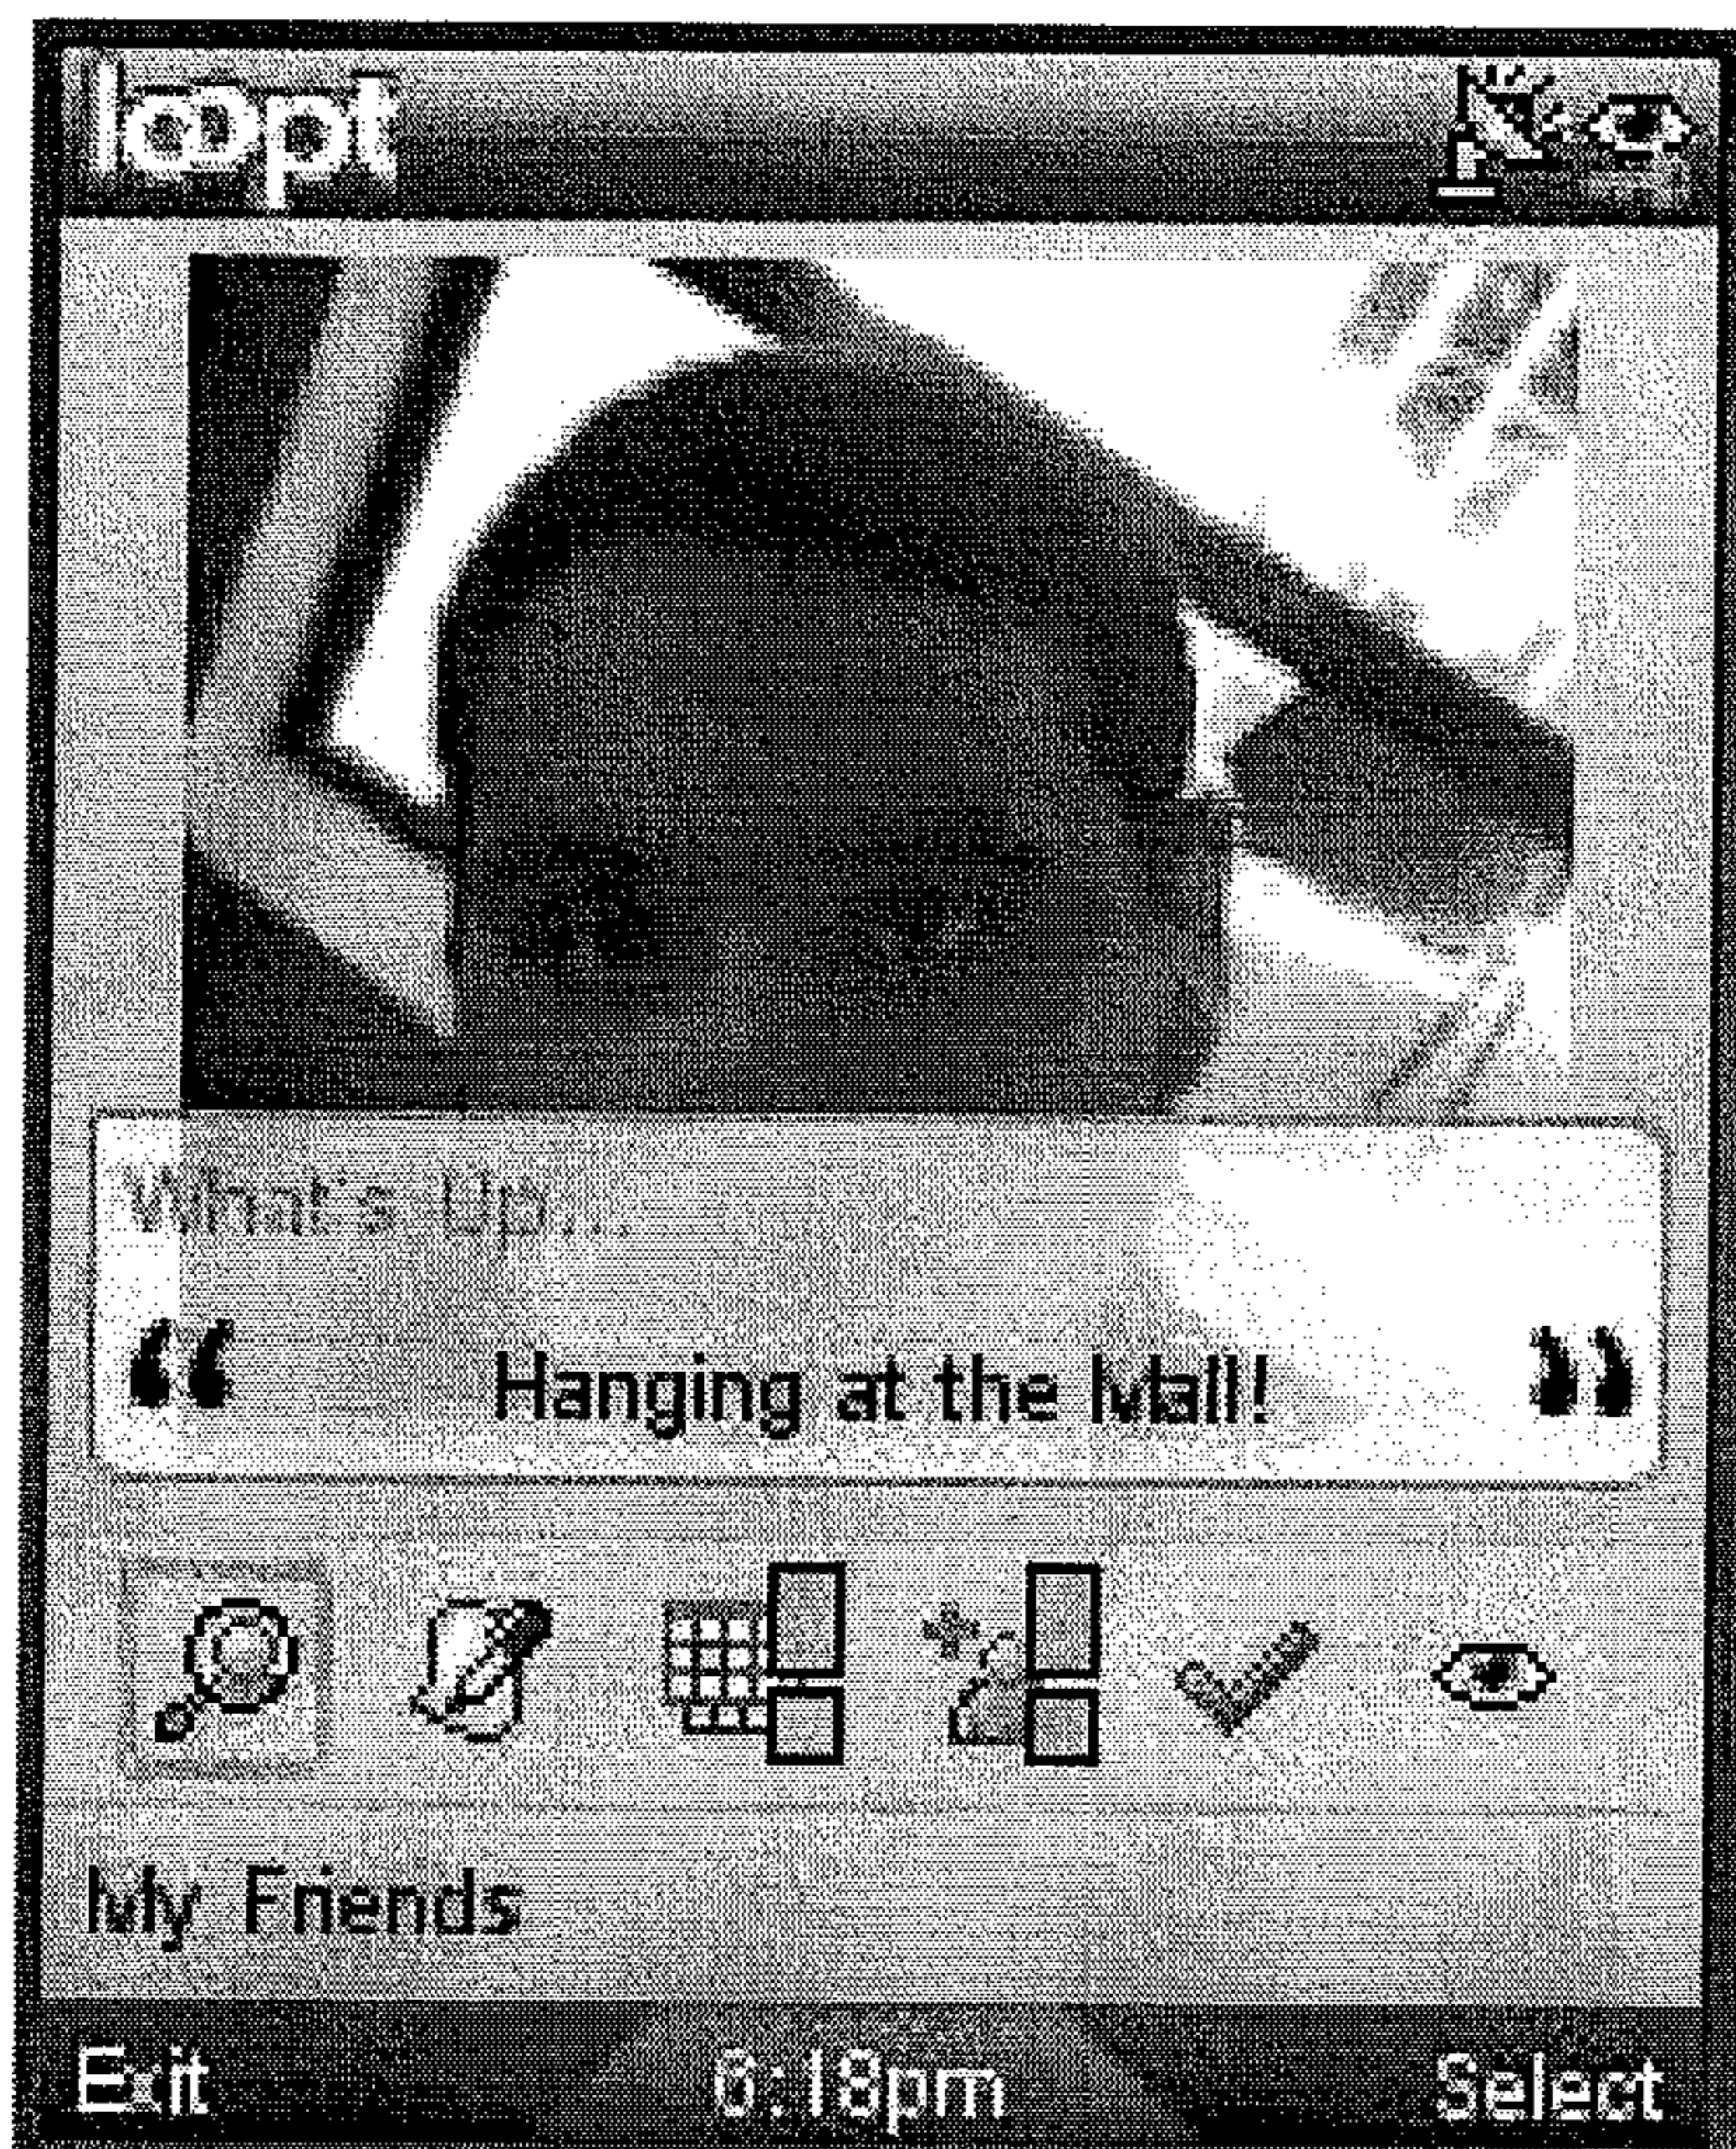 loopt
What's Up...
“ Hanging at the Mall! ”
My Friends
Exit 6:18pm Select